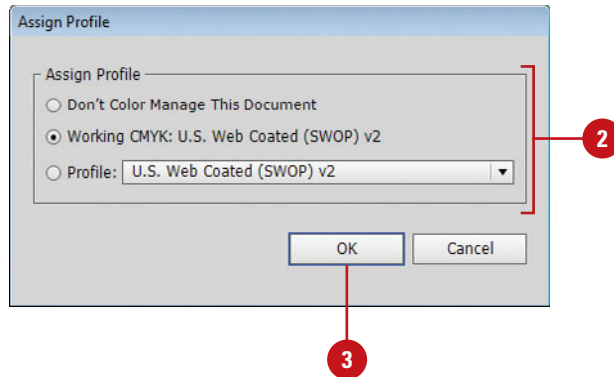 Assign Profile
Assign Profile
Don't Color Manage This Document
Working CMYK: U.S. Web Coated (SWOP) v2
Profile: U.S. Web Coated (SWOP) v2
2
OK Cancel
3